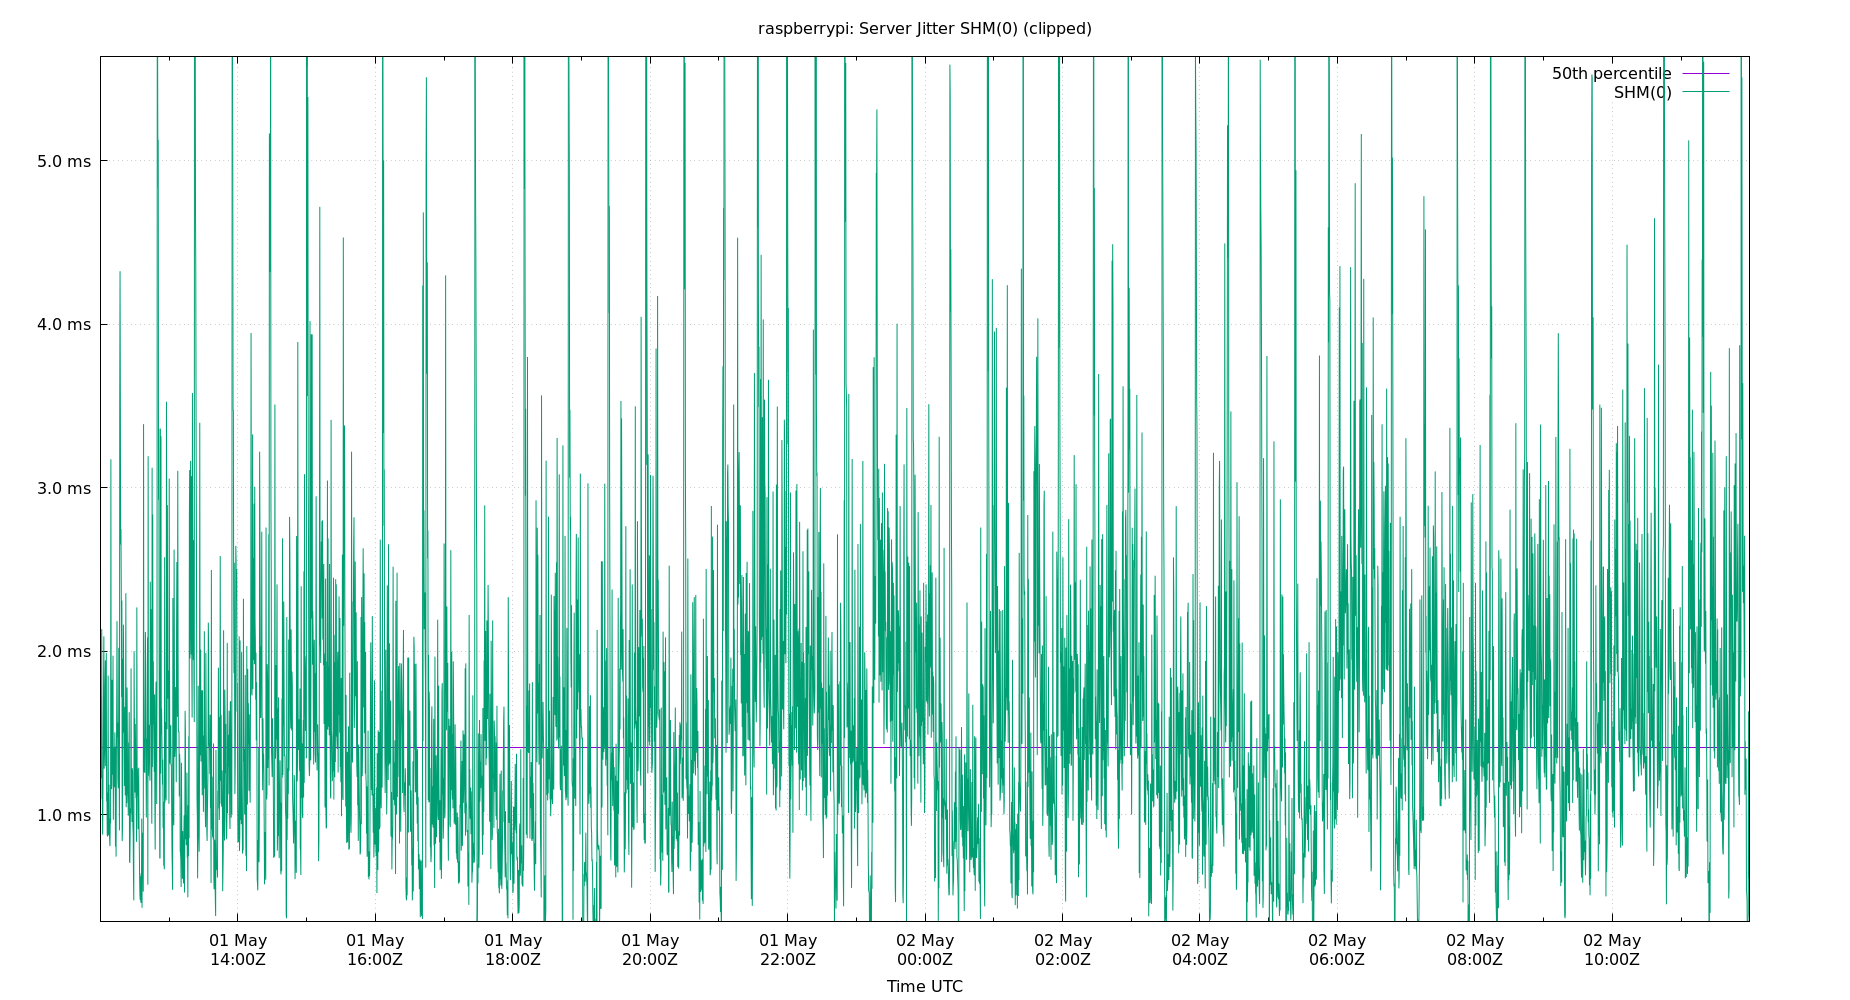 raspberrypi: Server Jitter SHM(0) (clipped)
50th percentile
SHM(0)
5.0 ms
4.0 ms
3.0 ms
2.0 ms
1.0 ms
01 May 01 May 01 May 01 May 01 May 02 May 02 May 02 May 02 May 02 May 02 May
14:00Z 16:00Z 18:00Z 20:00Z 22:00Z 00:00Z 02:00Z 04:00Z 06:00Z 08:00Z 10:00Z
Time UTC